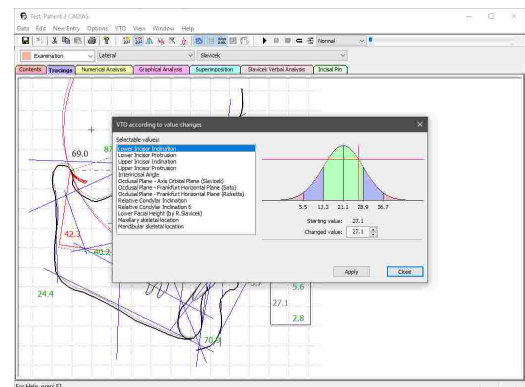 Test, Patient 3 CADIAS
Data Edit New Entry Options VTO View Window Help
Normal
Examination Lateral Slavicek
Contents Tracings Numerical Analysis Graphical Analysis Superimposition Slavicek Verbal Analysis Incisal Pin
VTO according to value changes
Selectable values:
Lower Incisor Inclination
Lower Incisor Protrusion
Upper Incisor Inclination
Upper Incisor Protrusion
Interincisal Angle
Occlusal Plane - Axis Orbital Plane (Slavicek)
Occlusal Plane - Frankfurt Horizontal Plane (Sato)
Occlusal Plane - Frankfurt Horizontal Plane (Ricketts)
Relative Condylar Inclination
Relative Condylar Inclination 6
Lower Facial Height (by R.Slavicek)
Maxillary skeletal location
Mandibular skeletal location
5.5 13.3 21.1 28.9 36.7
Starting value: 27.1
Changed value: 27.1
Apply Close
69.0
42.3
40.2
24.4
5.6
27.1
2.8
For Help, press F1